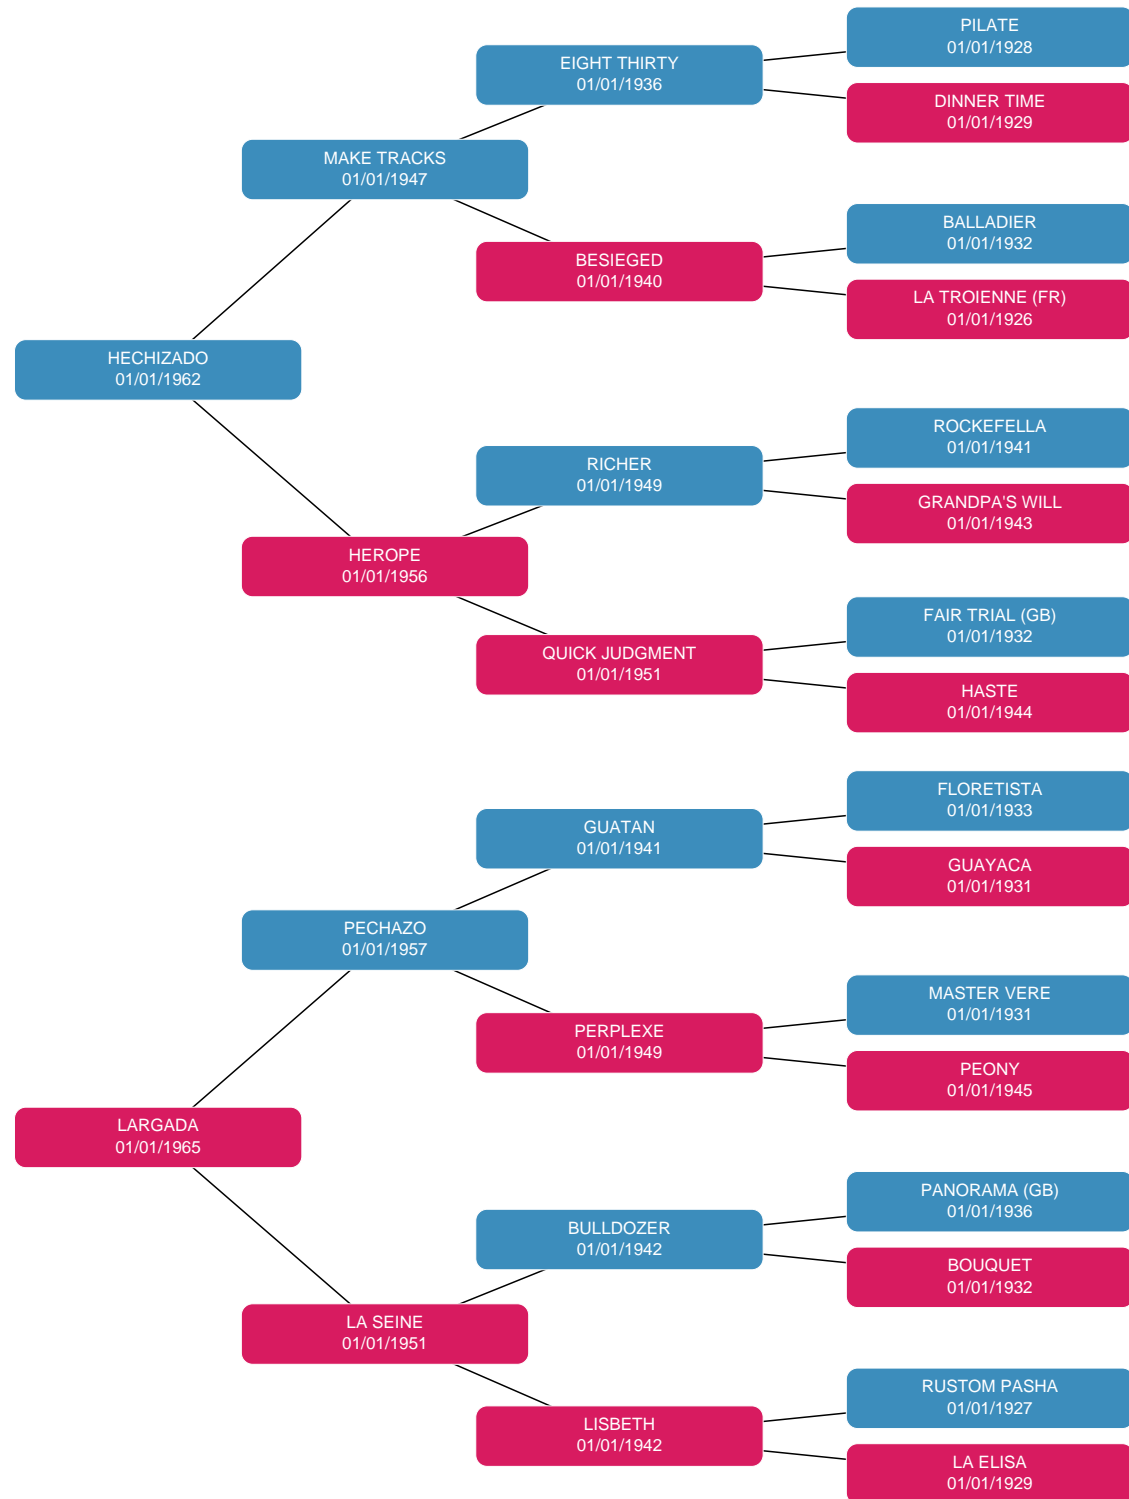 PILATE
01/01/1928
EIGHT THIRTY
01/01/1936
DINNER TIME
01/01/1929
MAKE TRACKS
01/01/1947
BALLADIER
01/01/1932
BESIEGED
01/01/1940
LA TROIENNE (FR)
01/01/1926
HECHIZADO
01/01/1962
ROCKEFELLA
01/01/1941
RICHER
01/01/1949
GRANDPA'S WILL
01/01/1943
HEROPE
01/01/1956
FAIR TRIAL (GB)
01/01/1932
QUICK JUDGMENT
01/01/1951
HASTE
01/01/1944
FLORETISTA
01/01/1933
GUATAN
01/01/1941
GUAYACA
01/01/1931
PECHAZO
01/01/1957
MASTER VERE
01/01/1931
PERPLEXE
01/01/1949
PEONY
01/01/1945
LARGADA
01/01/1965
PANORAMA (GB)
01/01/1936
BULLDOZER
01/01/1942
BOUQUET
01/01/1932
LA SEINE
01/01/1951
RUSTOM PASHA
01/01/1927
LISBETH
01/01/1942
LA ELISA
01/01/1929